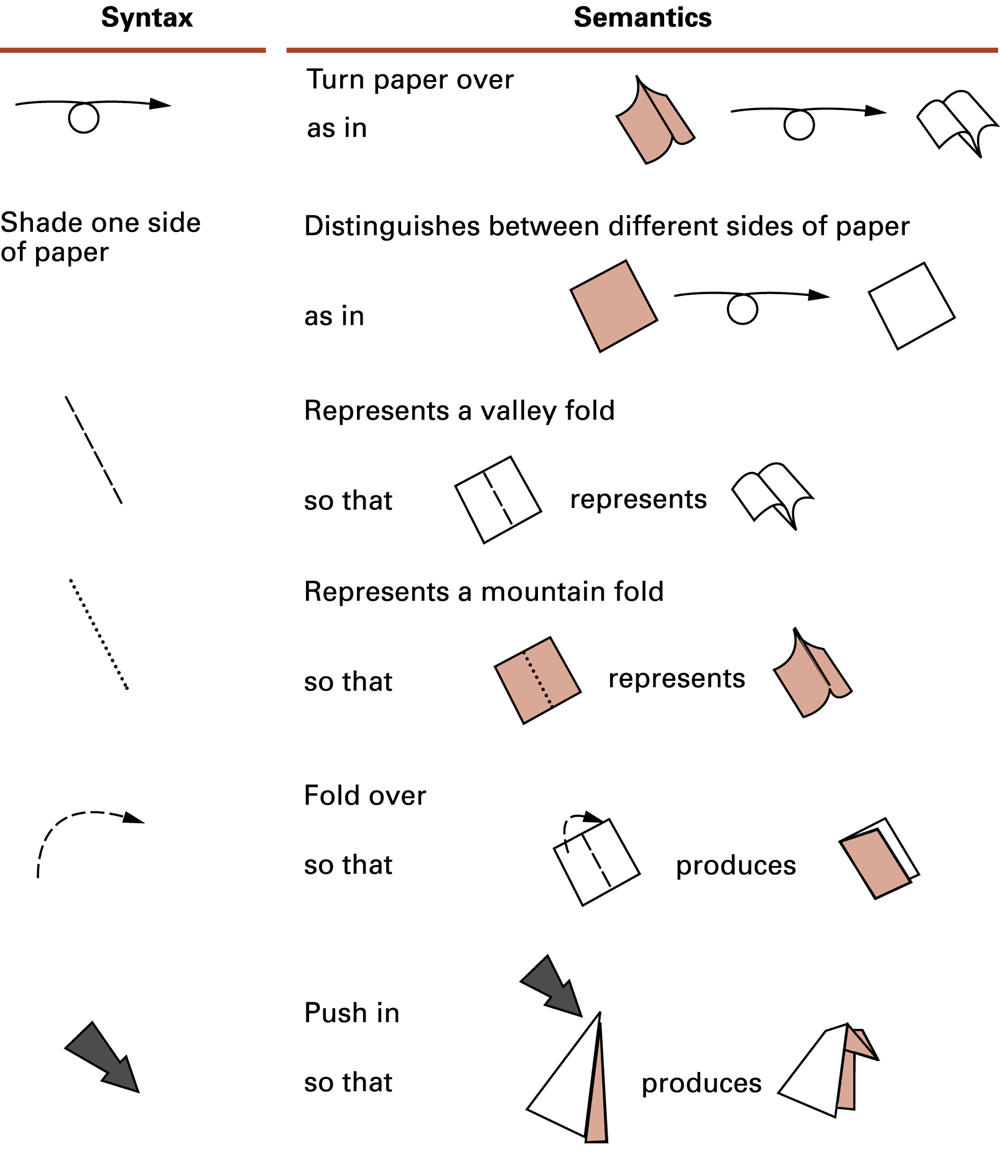 Syntax
Semantics
Turn paper over
as in
Shade one side
of paper
Distinguishes between different sides of paper
as in
Represents a valley fold
so that
represents
Represents a mountain fold
so that
represents
Fold over
so that
produces
Push in
so that
produces